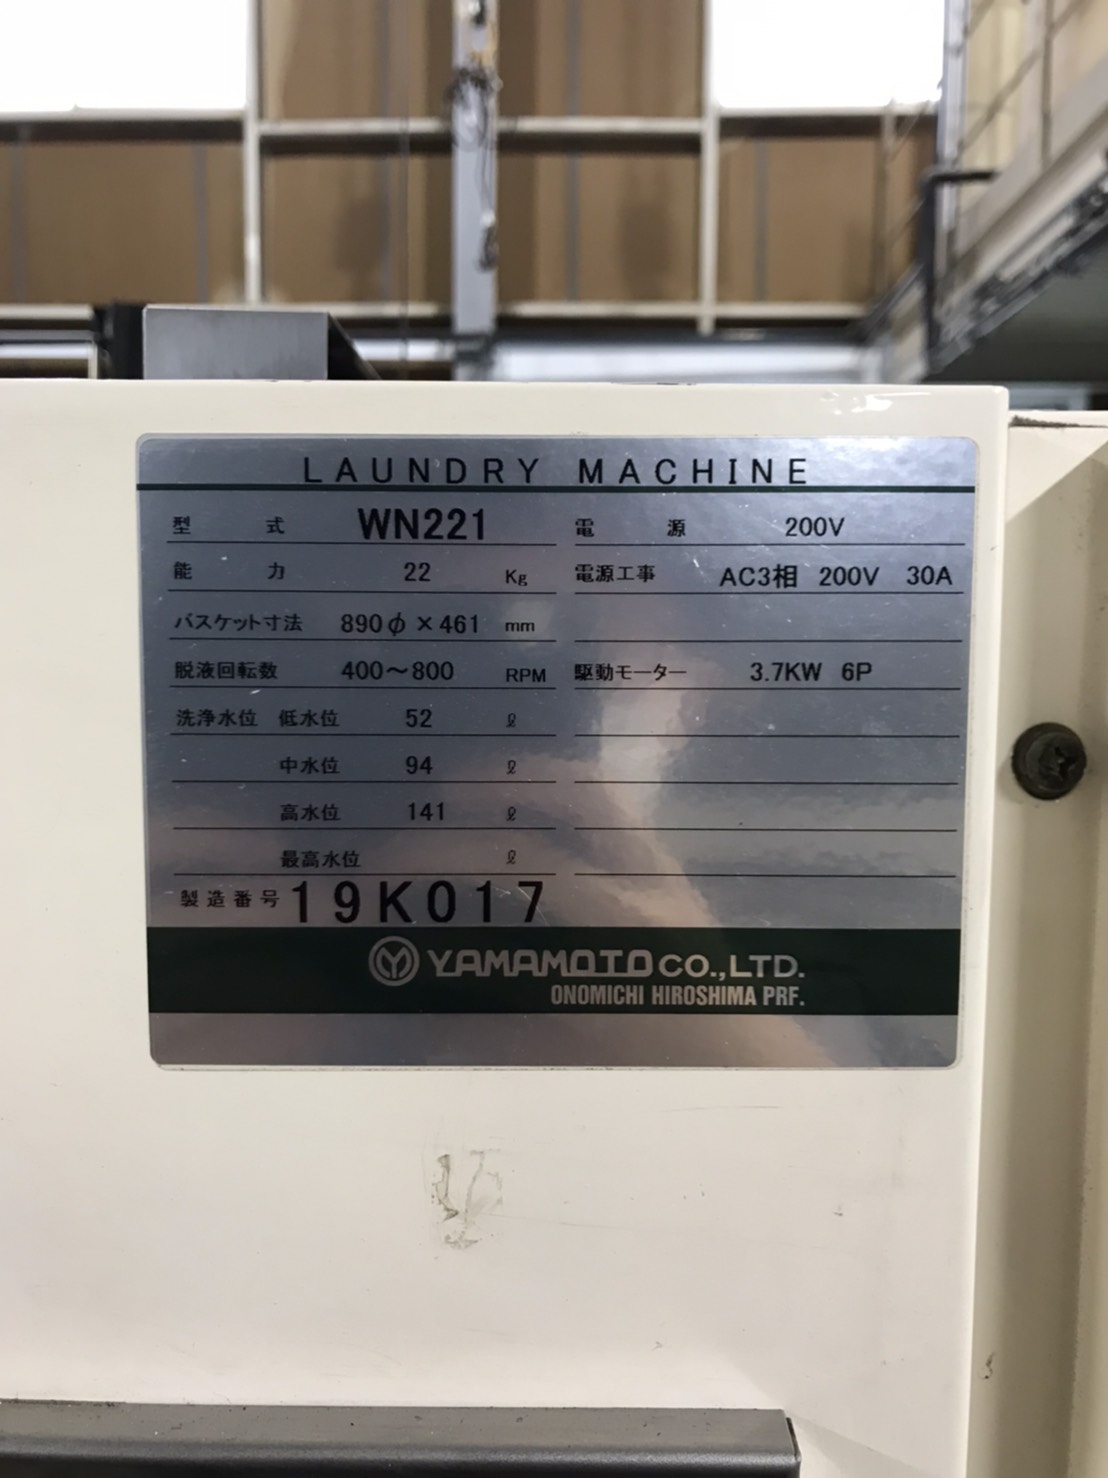 LAUNDRY MACHINE
型式 WN221 電源 200V
能力 22 Kg 電源工事 AC3相 200V 30A
バスケット寸法 890φ×461 mm
脱液回転数 400～800 RPM 駆動モーター 3.7KW 6P
洗浄水位 低水位 52 ℓ
中水位 94 ℓ
高水位 141 ℓ
最高水位 ℓ
製造番号 19K017
YAMAMOTO CO.,LTD.
ONOMICHI HIROSHIMA PRF.